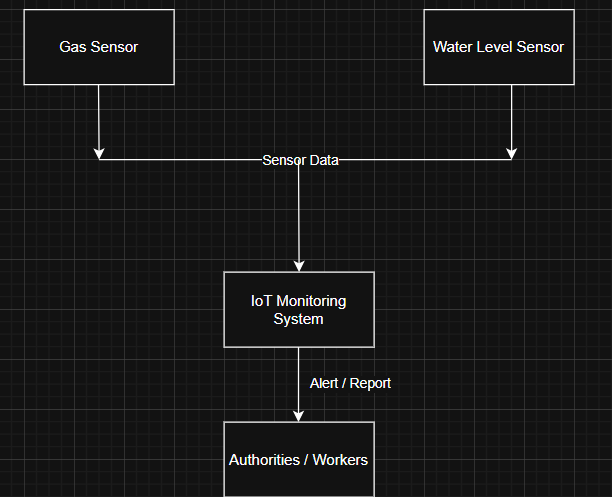 Gas Sensor
Water Level Sensor
Sensor Data
IoT Monitoring
System
Alert / Report
Authorities / Workers